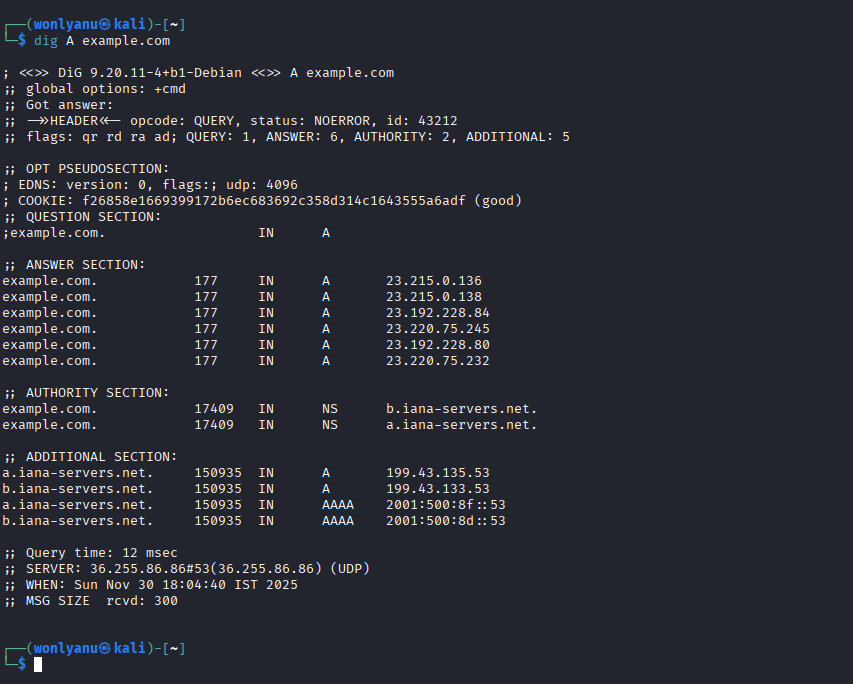 ┌──(wonlyanu㉿kali)-[~]
└─$ dig A example.com

; <<>> DiG 9.20.11-4+b1-Debian <<>> A example.com
;; global options: +cmd
;; Got answer:
;; ->>HEADER<<- opcode: QUERY, status: NOERROR, id: 43212
;; flags: qr rd ra ad; QUERY: 1, ANSWER: 6, AUTHORITY: 2, ADDITIONAL: 5

;; OPT PSEUDOSECTION:
; EDNS: version: 0, flags:; udp: 4096
; COOKIE: f26858e1669399172b6ec683692c358d314c1643555a6adf (good)
;; QUESTION SECTION:
;example.com.                   IN      A

;; ANSWER SECTION:
example.com.            177     IN      A       23.215.0.136
example.com.            177     IN      A       23.215.0.138
example.com.            177     IN      A       23.192.228.84
example.com.            177     IN      A       23.220.75.245
example.com.            177     IN      A       23.192.228.80
example.com.            177     IN      A       23.220.75.232

;; AUTHORITY SECTION:
example.com.            17409   IN      NS      b.iana-servers.net.
example.com.            17409   IN      NS      a.iana-servers.net.

;; ADDITIONAL SECTION:
a.iana-servers.net.     150935  IN      A       199.43.135.53
b.iana-servers.net.     150935  IN      A       199.43.133.53
a.iana-servers.net.     150935  IN      AAAA    2001:500:8f::53
b.iana-servers.net.     150935  IN      AAAA    2001:500:8d::53

;; Query time: 12 msec
;; SERVER: 36.255.86.86#53(36.255.86.86) (UDP)
;; WHEN: Sun Nov 30 18:04:40 IST 2025
;; MSG SIZE  rcvd: 300

┌──(wonlyanu㉿kali)-[~]
└─$